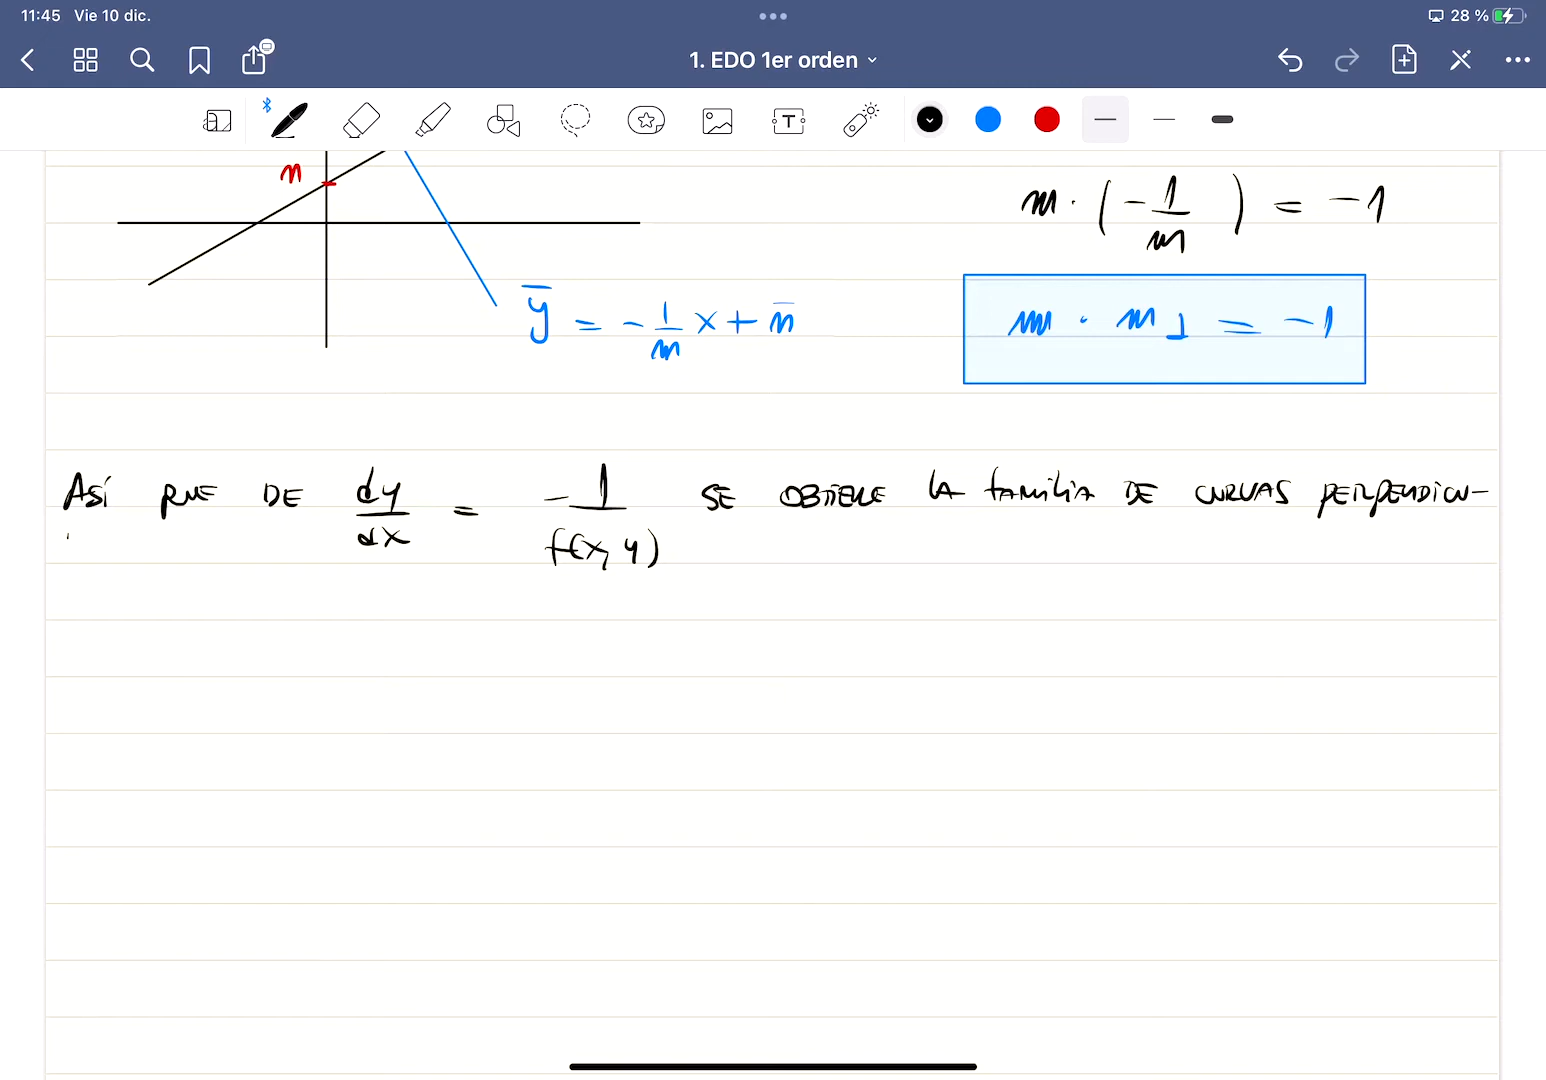 11:45 Vie 10 dic. 28 %
1. EDO 1er orden
n
m · (-1/m) = -1
ȳ = -1/m x + n̄
m · m⊥ = -1
ASÍ QUE DE dy/dx = -1/f(x,y) SE OBTIENE LA FAMILIA DE CURVAS PERPENDICU-